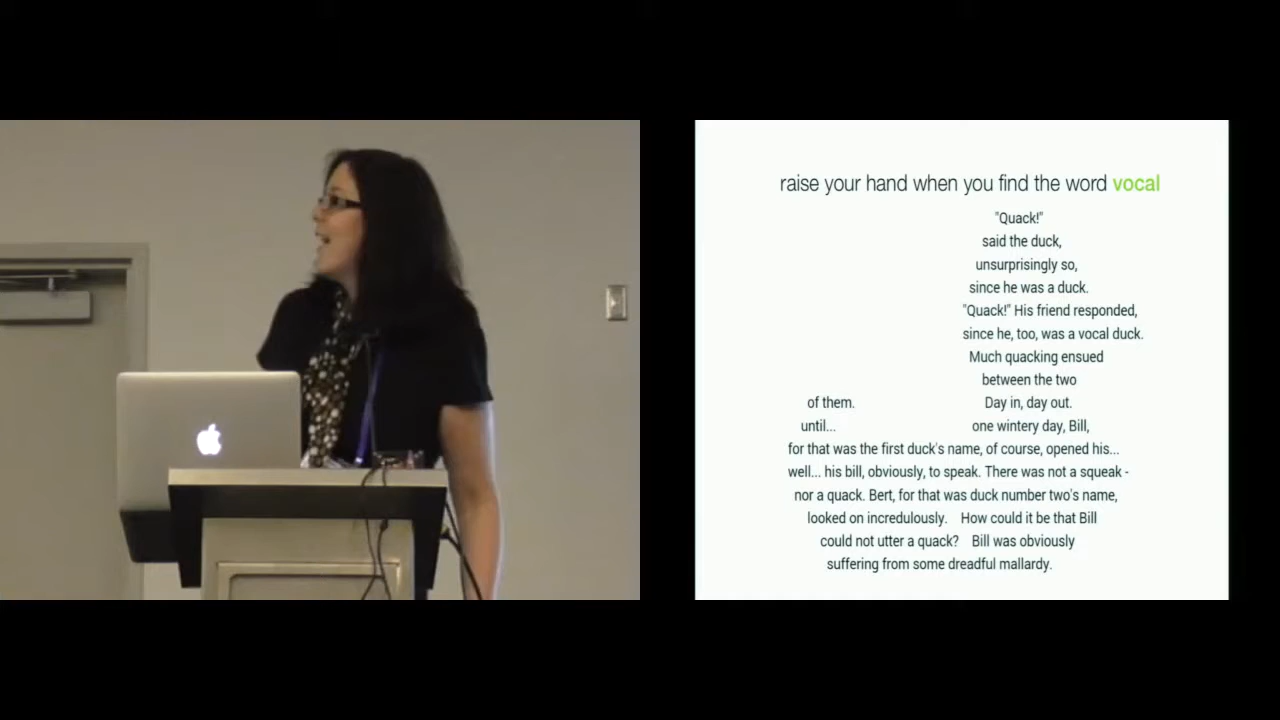 raise your hand when you find the word vocal
"Quack!"
said the duck,
unsurprisingly so,
since he was a duck.
"Quack!" His friend responded,
since he, too, was a vocal duck.
Much quacking ensued
between the two
of them. Day in, day out.
until... one wintery day, Bill,
for that was the first duck's name, of course, opened his...
well... his bill, obviously, to speak. There was not a squeak -
nor a quack. Bert, for that was duck number two's name,
looked on incredulously. How could it be that Bill
could not utter a quack? Bill was obviously
suffering from some dreadful mallardy.